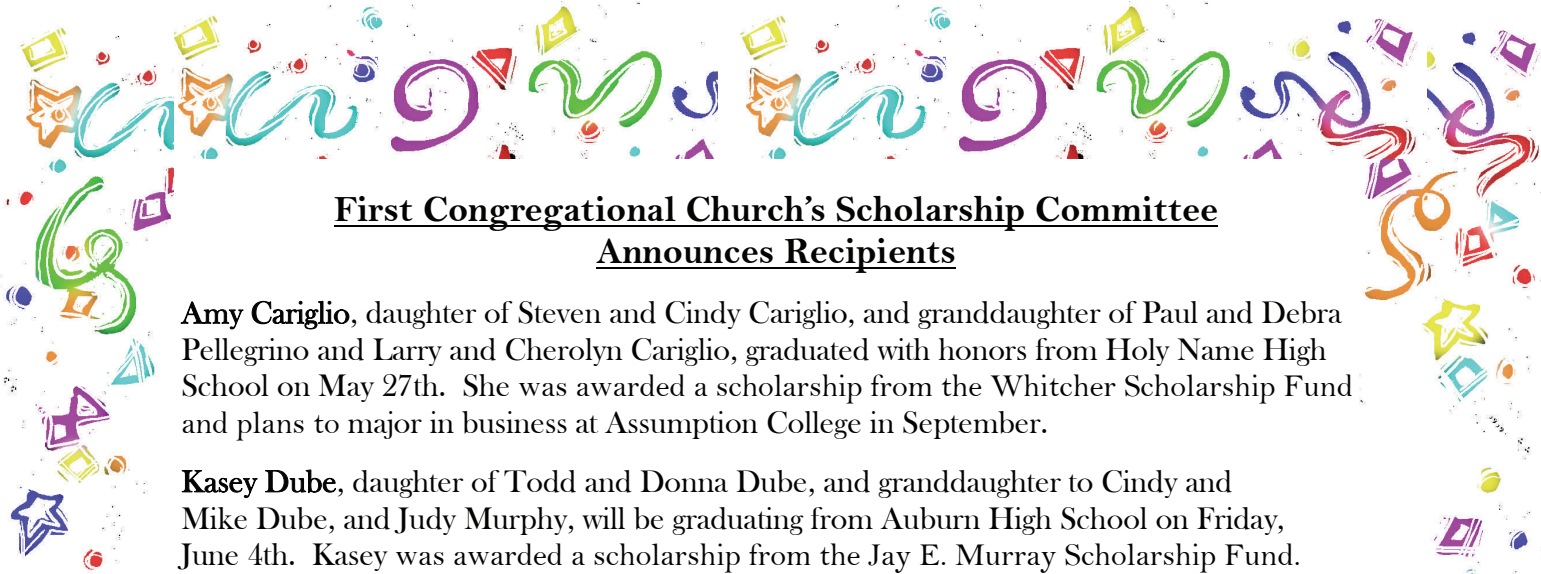 First Congregational Church’s Scholarship Committee
Announces Recipients
Amy Cariglio, daughter of Steven and Cindy Cariglio, and granddaughter of Paul and Debra
Pellegrino and Larry and Cherolyn Cariglio, graduated with honors from Holy Name High
School on May 27th.  She was awarded a scholarship from the Whitcher Scholarship Fund
and plans to major in business at Assumption College in September.
Kasey Dube, daughter of Todd and Donna Dube, and granddaughter to Cindy and
Mike Dube, and Judy Murphy, will be graduating from Auburn High School on Friday,
June 4th.  Kasey was awarded a scholarship from the Jay E. Murray Scholarship Fund.